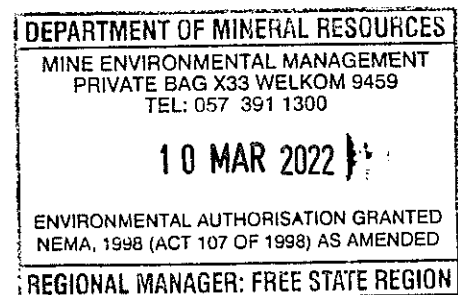 DEPARTMENT OF MINERAL RESOURCES
MINE ENVIRONMENTAL MANAGEMENT
PRIVATE BAG X33 WELKOM 9459
TEL: 057 391 1300
10 MAR 2022
ENVIRONMENTAL AUTHORISATION GRANTED
NEMA, 1998 (ACT 107 OF 1998) AS AMENDED
REGIONAL MANAGER: FREE STATE REGION